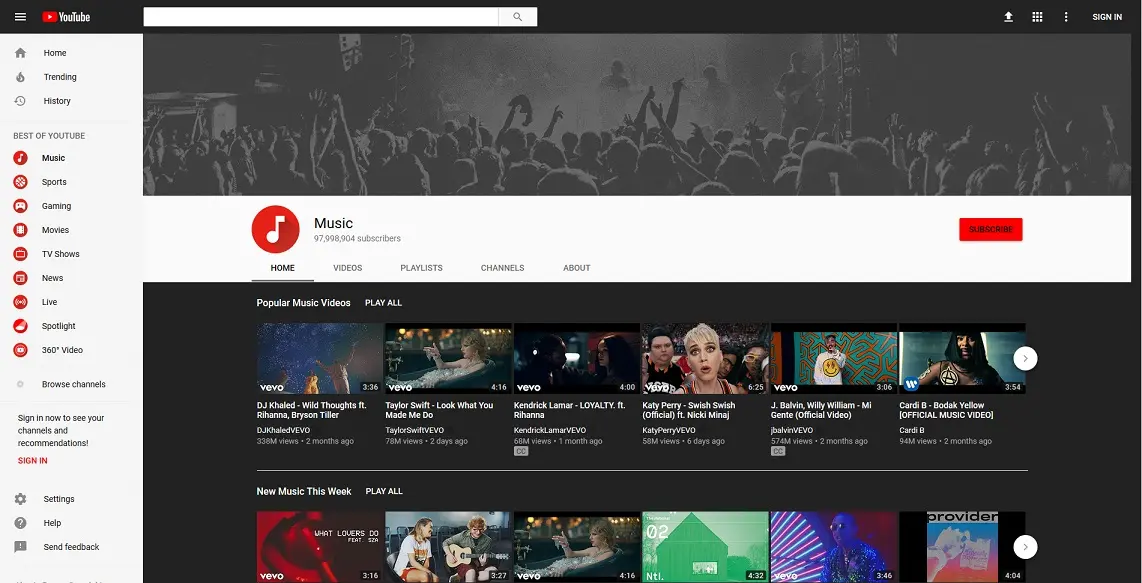 YouTube
SIGN IN
Home
Trending
History
BEST OF YOUTUBE
Music
Sports
Gaming
Movies
TV Shows
News
Live
Spotlight
360° Video
Browse channels
Sign in now to see your
channels and
recommendations!
SIGN IN
Settings
Help
Send feedback
Music
97,998,904 subscribers
SUBSCRIBE
HOME
VIDEOS
PLAYLISTS
CHANNELS
ABOUT
Popular Music Videos
PLAY ALL
vevo
3:36
DJ Khaled - Wild Thoughts ft.
Rihanna, Bryson Tiller
DJKhaledVEVO
338M views • 2 months ago
vevo
4:16
Taylor Swift - Look What You
Made Me Do
TaylorSwiftVEVO
78M views • 2 days ago
vevo
4:00
Kendrick Lamar - LOYALTY. ft.
Rihanna
KendrickLamarVEVO
68M views • 1 month ago
CC
vevo
6:25
Katy Perry - Swish Swish
(Official) ft. Nicki Minaj
KatyPerryVEVO
58M views • 6 days ago
vevo
3:06
J. Balvin, Willy William - Mi
Gente (Official Video)
jbalvinVEVO
574M views • 2 months ago
CC
3:54
Cardi B - Bodak Yellow
[OFFICIAL MUSIC VIDEO]
Cardi B
94M views • 2 months ago
New Music This Week
PLAY ALL
WHAT LOVERS DO
FEAT. SZA
vevo
3:16
3:27
vevo
4:16
02
Ntl.
4:32
vevo
3:46
provider
4:04